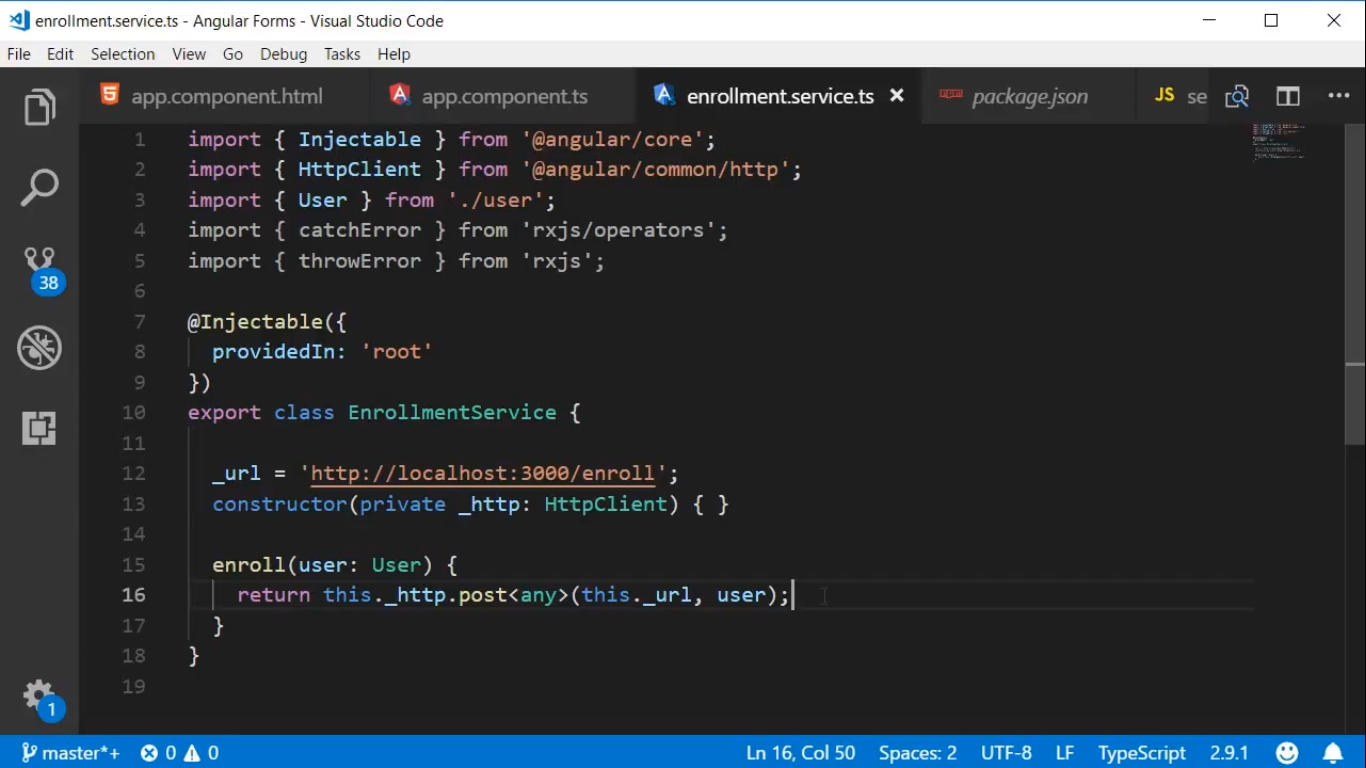 enrollment.service.ts - Angular Forms - Visual Studio Code
File Edit Selection View Go Debug Tasks Help
app.component.html app.component.ts enrollment.service.ts package.json JS se
1 import { Injectable } from '@angular/core';
2 import { HttpClient } from '@angular/common/http';
3 import { User } from './user';
4 import { catchError } from 'rxjs/operators';
5 import { throwError } from 'rxjs';
6
7 @Injectable({
8 providedIn: 'root'
9 })
10 export class EnrollmentService {
11
12 _url = 'http://localhost:3000/enroll';
13 constructor(private _http: HttpClient) { }
14
15 enroll(user: User) {
16 return this._http.post<any>(this._url, user);
17 }
18 }
19
38
1
master*+ 0 0 Ln 16, Col 50 Spaces: 2 UTF-8 LF TypeScript 2.9.1